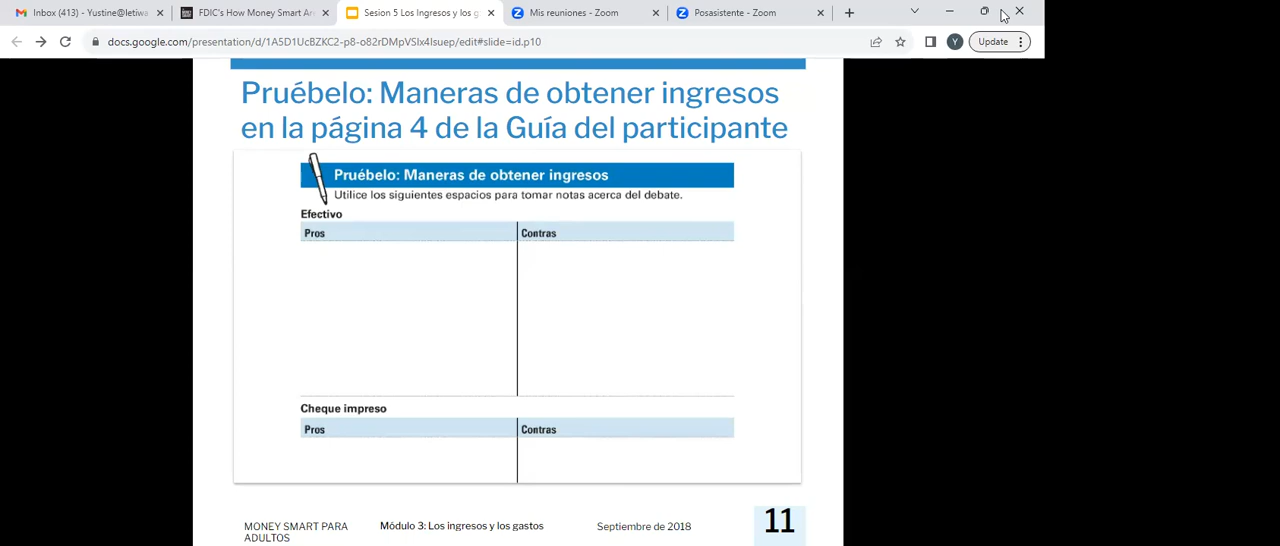 Inbox (413) - Yustine@letiwa
FDIC's How Money Smart Are
Sesion 5 Los Ingresos y los g
Mis reuniones - Zoom
Posasistente - Zoom
docs.google.com/presentation/d/1A5D1UcBZKC2-p8-o82rDMpVSlx4Isuep/edit#slide=id.p10
Y
Update
Pruébelo: Maneras de obtener ingresos
en la página 4 de la Guía del participante
Pruébelo: Maneras de obtener ingresos
Utilice los siguientes espacios para tomar notas acerca del debate.
Efectivo
Pros
Contras
Cheque impreso
Pros
Contras
MONEY SMART PARA
ADULTOS
Módulo 3: Los ingresos y los gastos
Septiembre de 2018
11